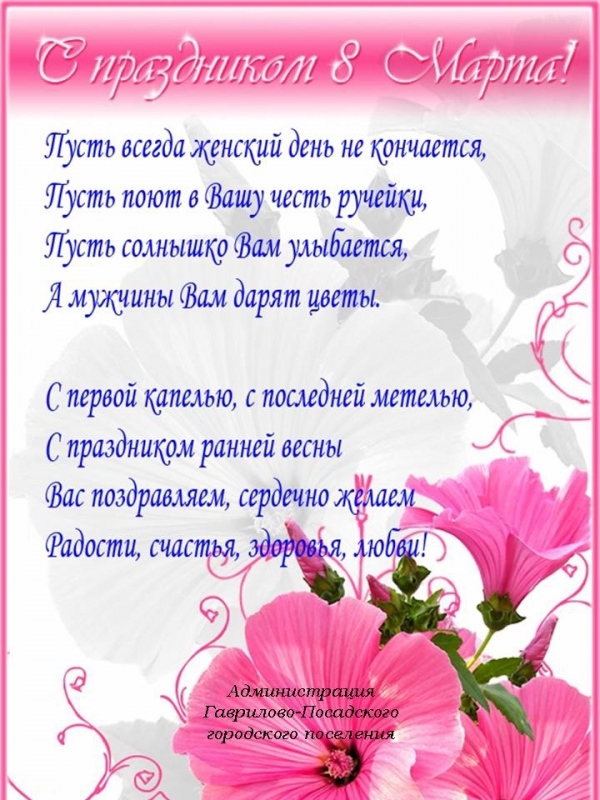 С праздником 8 Марта!
Пусть всегда женский день не кончается,
Пусть поют в Вашу честь ручейки,
Пусть солнышко Вам улыбается,
А мужчины Вам дарят цветы.
С первой капелью, с последней метелью,
С праздником ранней весны
Вас поздравляем, сердечно желаем
Радости, счастья, здоровья, любви!
Администрация
Гаврилово-Посадского
городского поселения